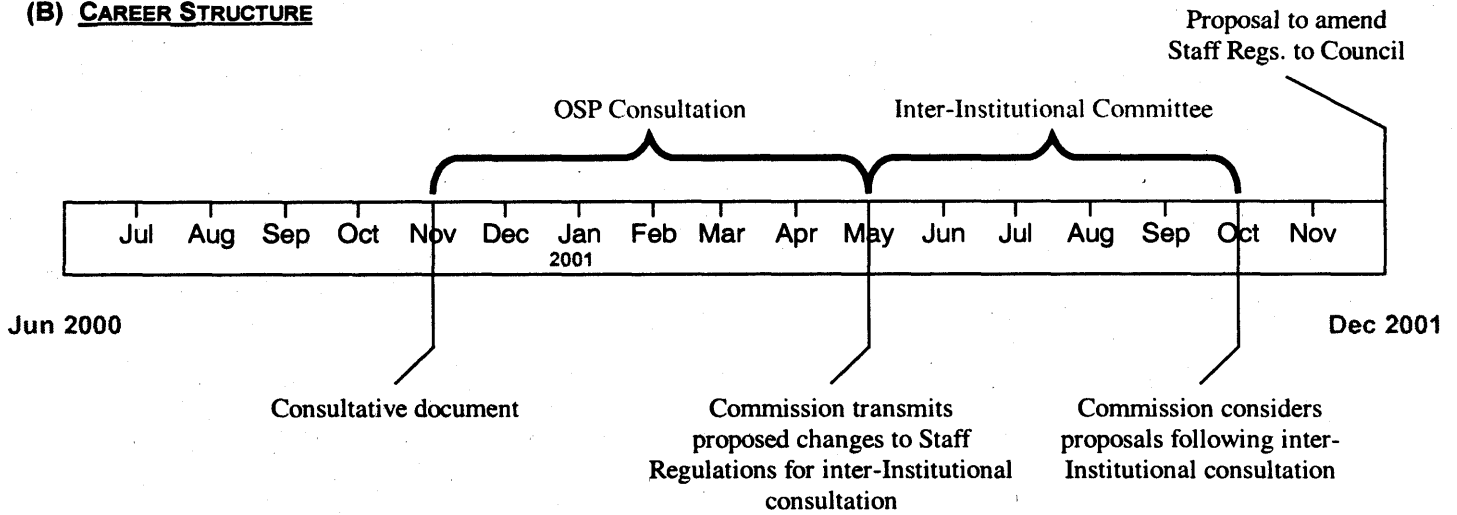 (B) CAREER STRUCTURE
Proposal to amend
Staff Regs. to Council
OSP Consultation
Inter-Institutional Committee
Jul Aug Sep Oct Nov Dec Jan Feb Mar Apr May Jun Jul Aug Sep Oct Nov
2001
Jun 2000
Dec 2001
Consultative document
Commission transmits
proposed changes to Staff
Regulations for inter-Institutional
consultation
Commission considers
proposals following inter-
Institutional consultation